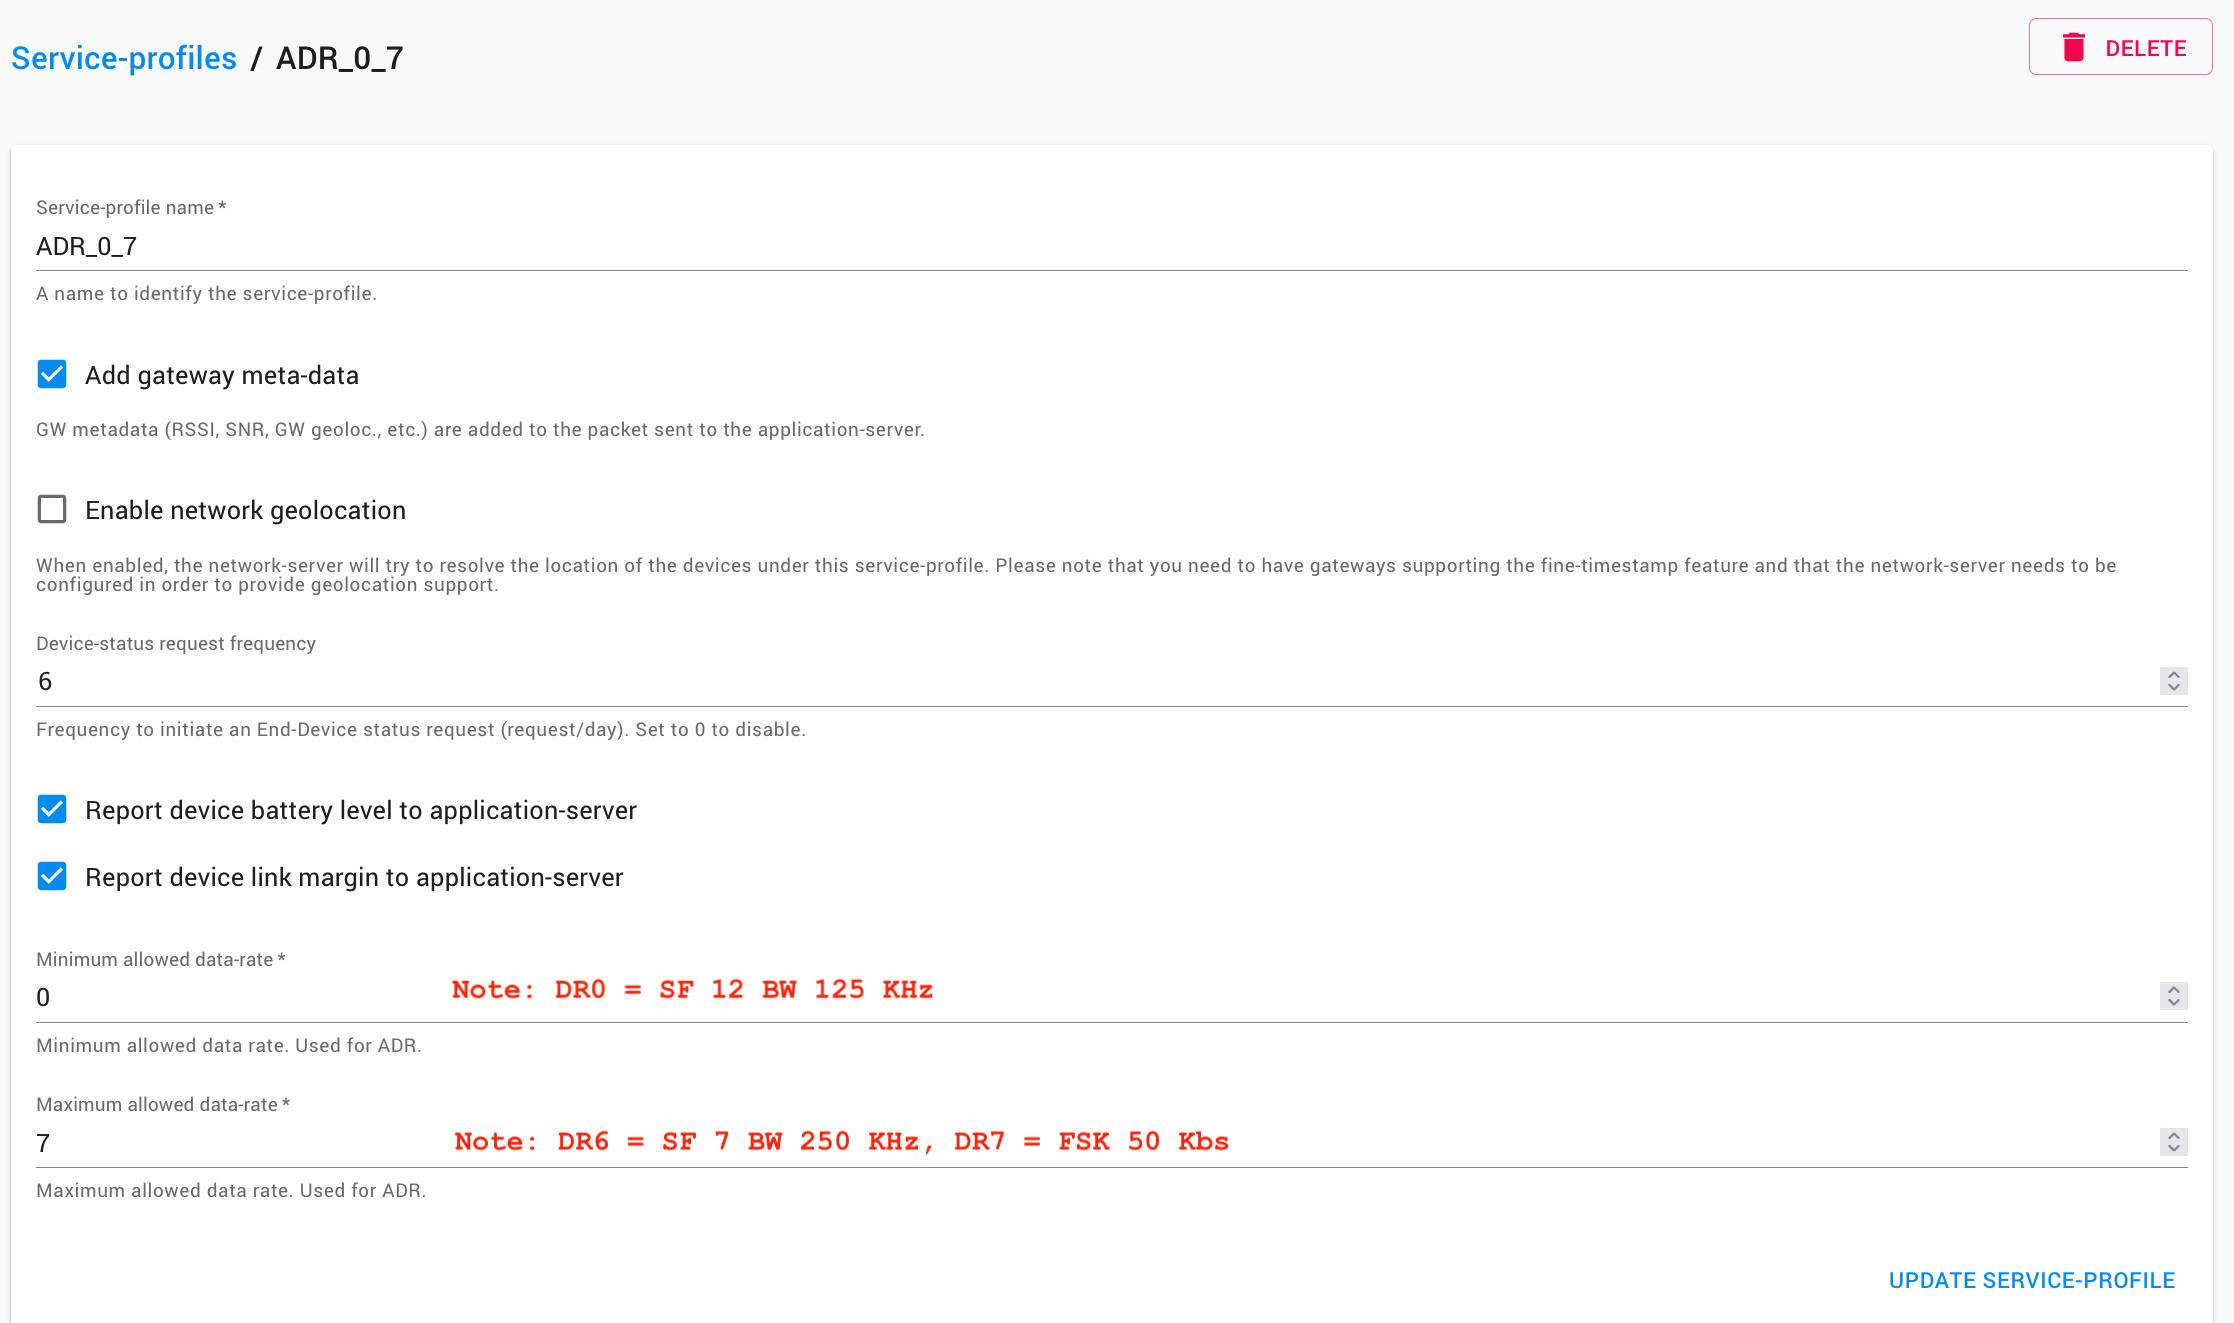 Service-profiles / ADR_0_7
DELETE
Service-profile name *
ADR_0_7
A name to identify the service-profile.
Add gateway meta-data
GW metadata (RSSI, SNR, GW geoloc., etc.) are added to the packet sent to the application-server.
Enable network geolocation
When enabled, the network-server will try to resolve the location of the devices under this service-profile. Please note that you need to have gateways supporting the fine-timestamp feature and that the network-server needs to be
configured in order to provide geolocation support.
Device-status request frequency
6
Frequency to initiate an End-Device status request (request/day). Set to 0 to disable.
Report device battery level to application-server
Report device link margin to application-server
Minimum allowed data-rate *
0
Note: DR0 = SF 12 BW 125 KHz
Minimum allowed data rate. Used for ADR.
Maximum allowed data-rate *
7
Note: DR6 = SF 7 BW 250 KHz, DR7 = FSK 50 Kbs
Maximum allowed data rate. Used for ADR.
UPDATE SERVICE-PROFILE